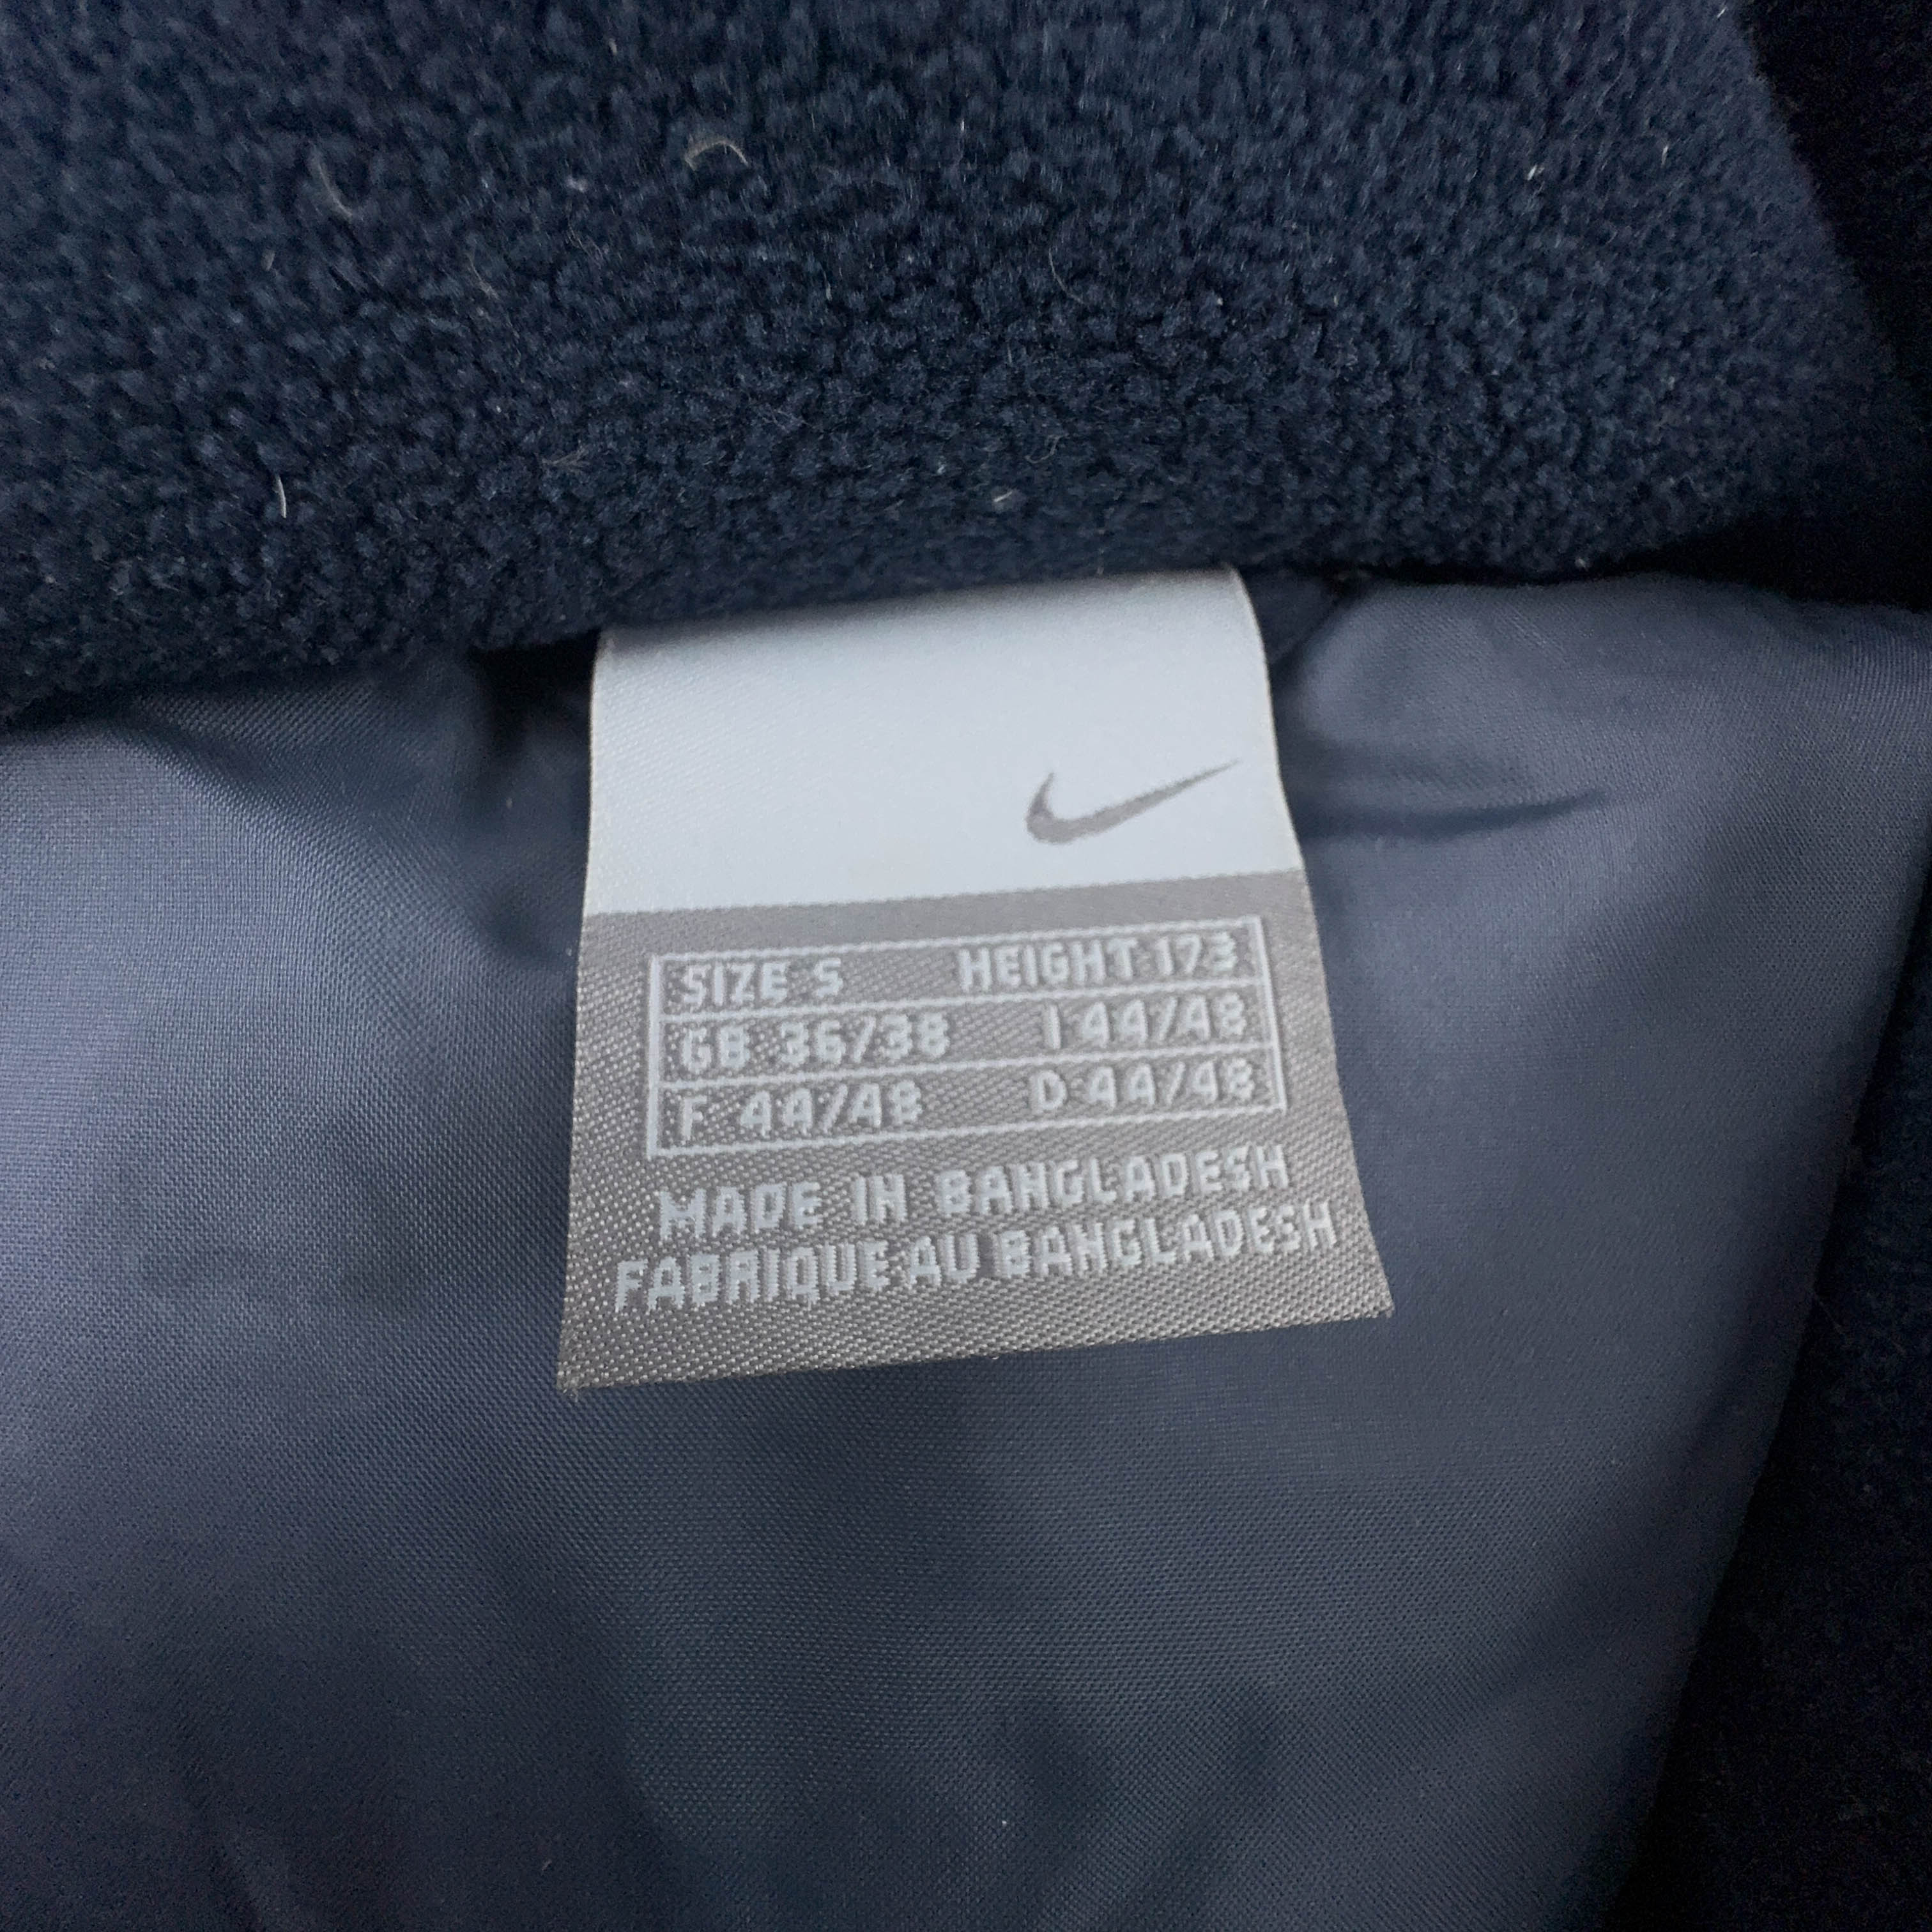 SIZE S HEIGHT 173
GB 36/38 I 44/48
F 44/48 D 44/48
MADE IN BANGLADESH
FABRIQUE AU BANGLADESH